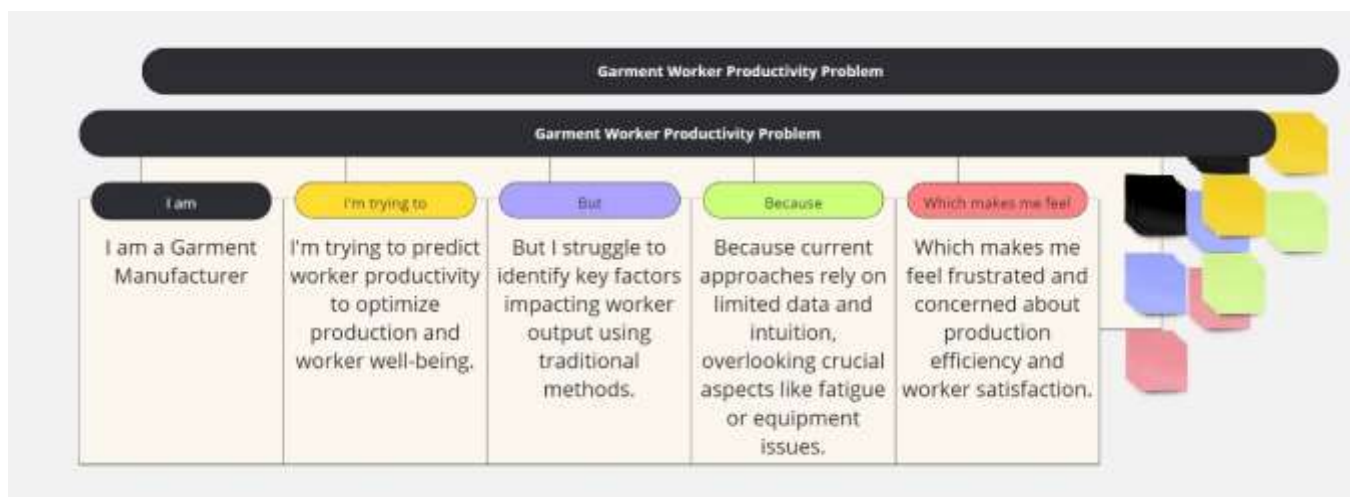 Garment Worker Productivity Problem
Garment Worker Productivity Problem
I am
I am a Garment
Manufacturer
I'm trying to
I'm trying to predict
worker productivity
to optimize
production and
worker well-being.
But
But I struggle to
identify key factors
impacting worker
output using
traditional
methods.
Because
Because current
approaches rely on
limited data and
intuition,
overlooking crucial
aspects like fatigue
or equipment
issues.
Which makes me feel
Which makes me
feel frustrated and
concerned about
production
efficiency and
worker satisfaction.